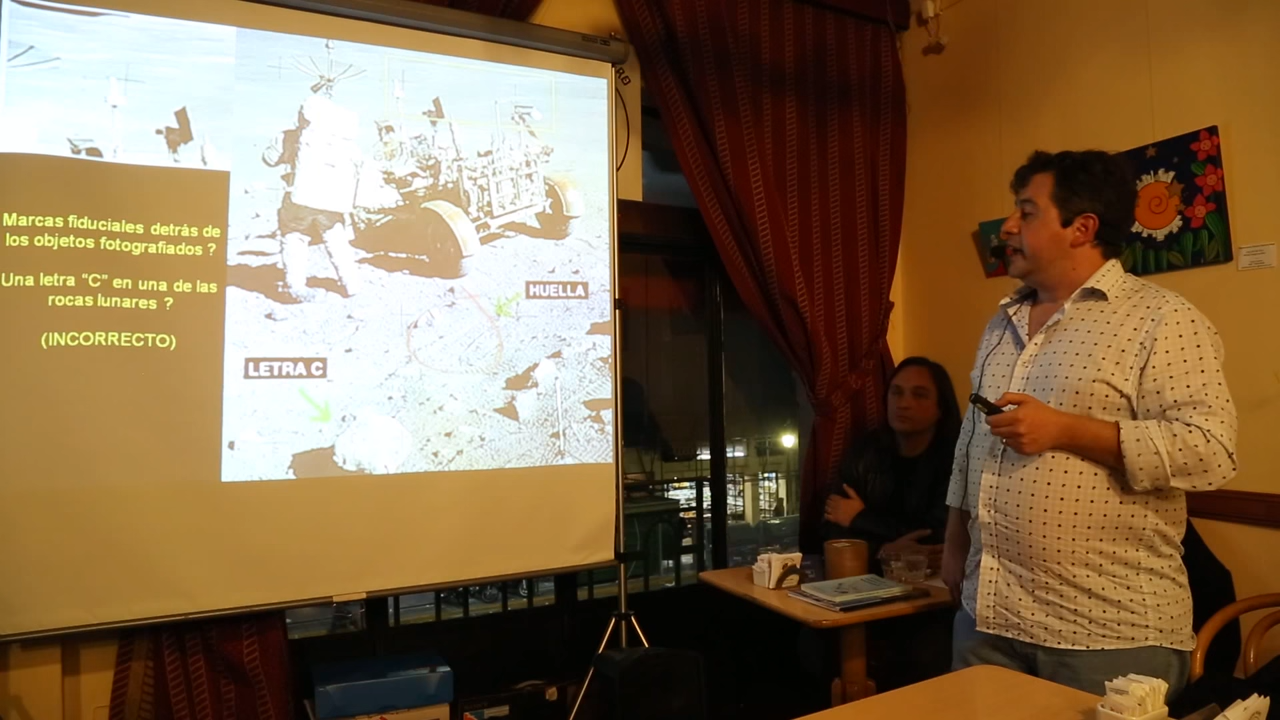 Marcas fiduciales detrás de
los objetos fotografiados ?
Una letra "C" en una de las
rocas lunares ?
(INCORRECTO)
HUELLA
LETRA C